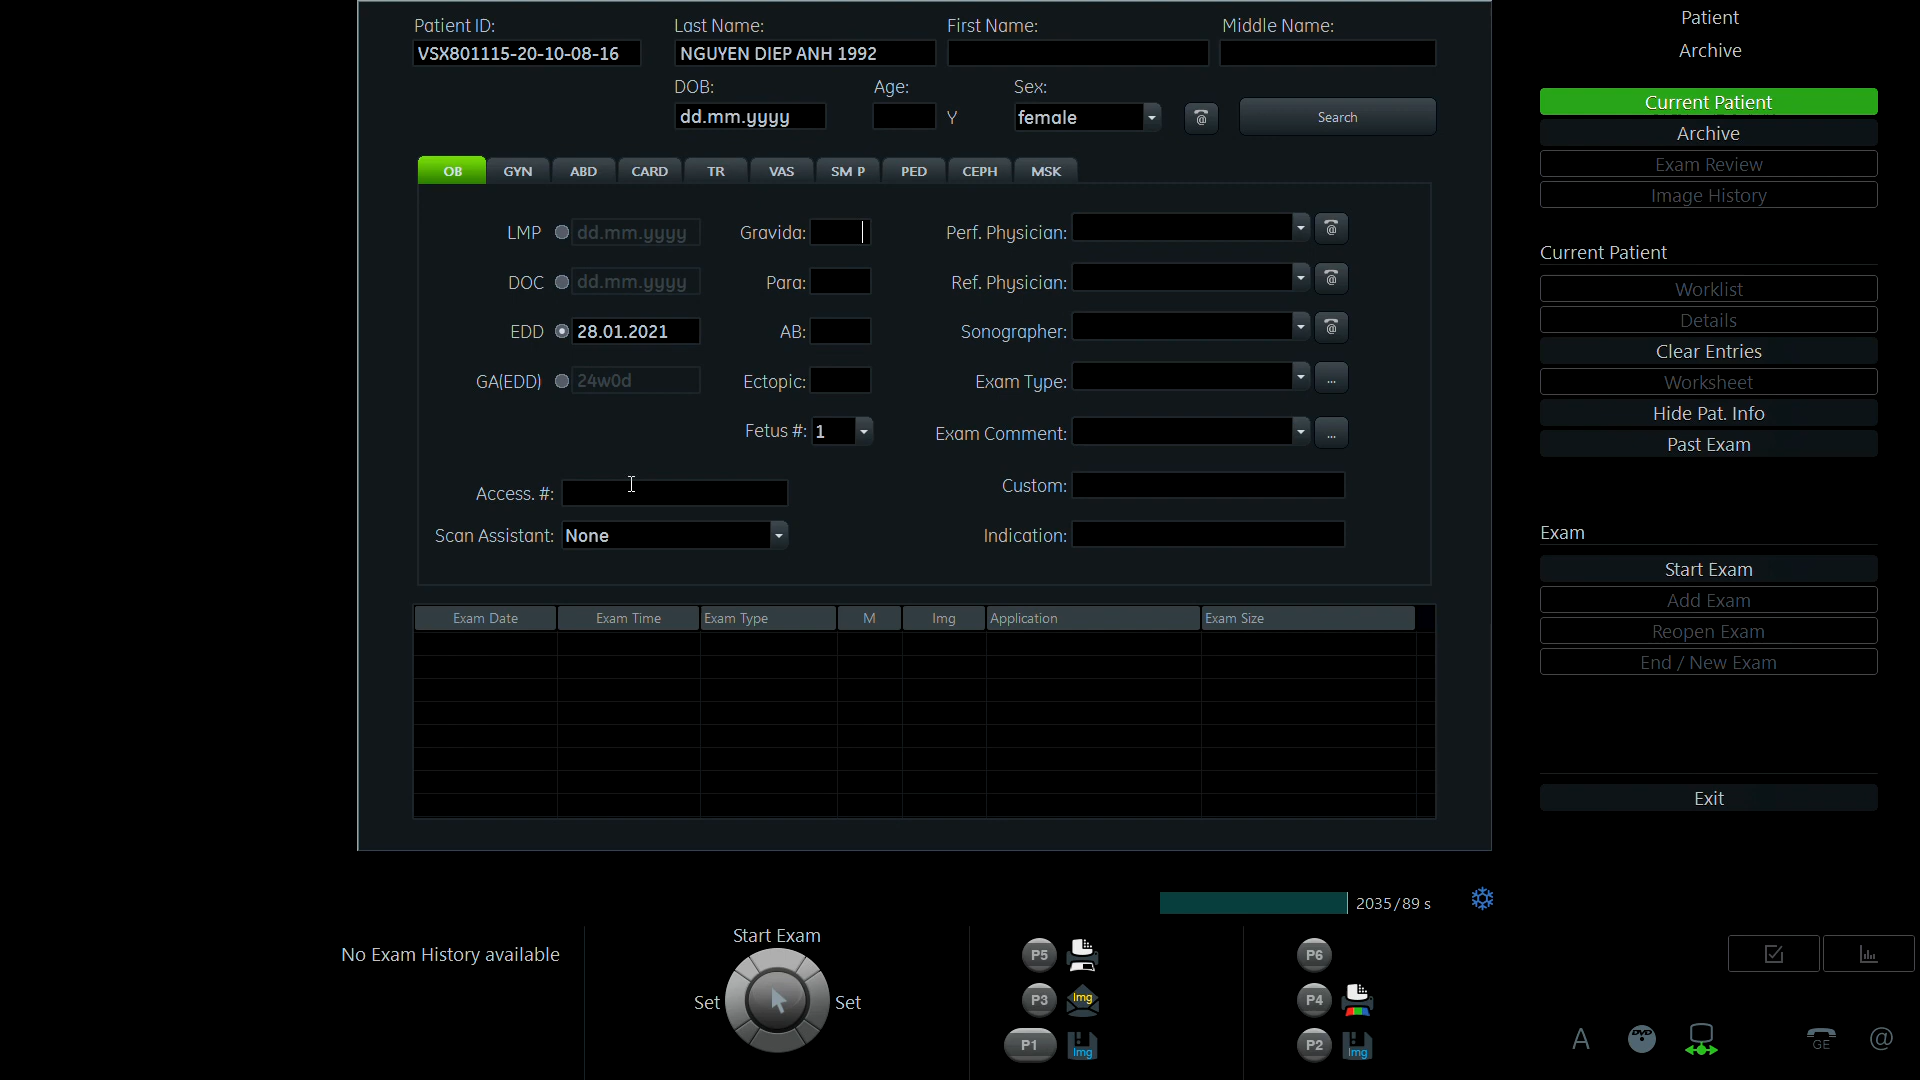 Patient ID: Last Name: First Name: Middle Name:
VSX801115-20-10-08-16 NGUYEN DIEP ANH 1992
DOB: Age: Sex:
dd.mm.yyyy Y female @ Search
OB GYN ABD CARD TR VAS SM P PED CEPH MSK
LMP dd.mm.yyyy Gravida: Perf. Physician: @
DOC dd.mm.yyyy Para: Ref. Physician: @
EDD 28.01.2021 AB: Sonographer: @
GA(EDD) 24w0d Ectopic: Exam Type: ...
Fetus #: 1 Exam Comment: ...
Access. #: Custom:
Scan Assistant: None Indication:
Exam Date Exam Time Exam Type M Img Application Exam Size
2035/89 s
No Exam History available
Start Exam
Set Set
P5
P3 Img
P1 Img
P6
P4
P2 Img
Patient
Archive
Current Patient
Archive
Exam Review
Image History
Current Patient
Worklist
Details
Clear Entries
Worksheet
Hide Pat. Info
Past Exam
Exam
Start Exam
Add Exam
Reopen Exam
End / New Exam
Exit
A DVD GE @